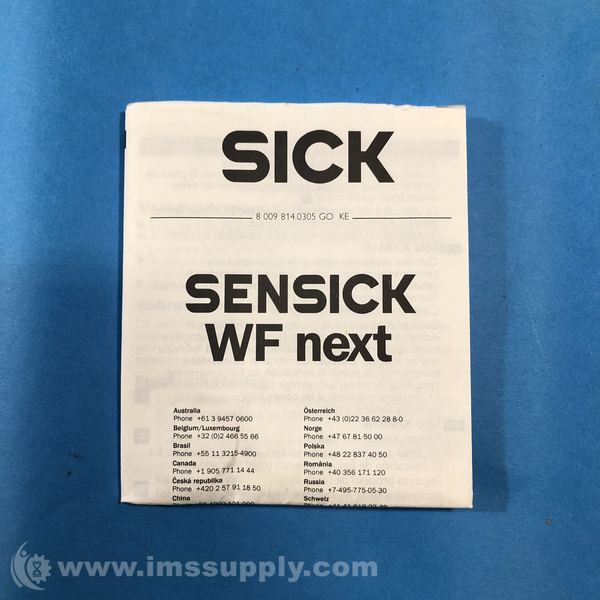 SICK
8 009 814.0305 GO KE
SENSICK
WF next
Australia
Phone +61 3 9457 0600
Belgium/Luxembourg
Phone +32 (0)2 466 55 66
Brasil
Phone +55 11 3215-4900
Canada
Phone +1 905 771 14 44
Česká republika
Phone +420 2 57 91 18 50
China
Österreich
Phone +43 (0)22 36 62 28 8-0
Norge
Phone +47 67 81 50 00
Polska
Phone +48 22 837 40 50
România
Phone +40 356 171 120
Russia
Phone +7-495-775-05-30
Schweiz
www.imssupply.com